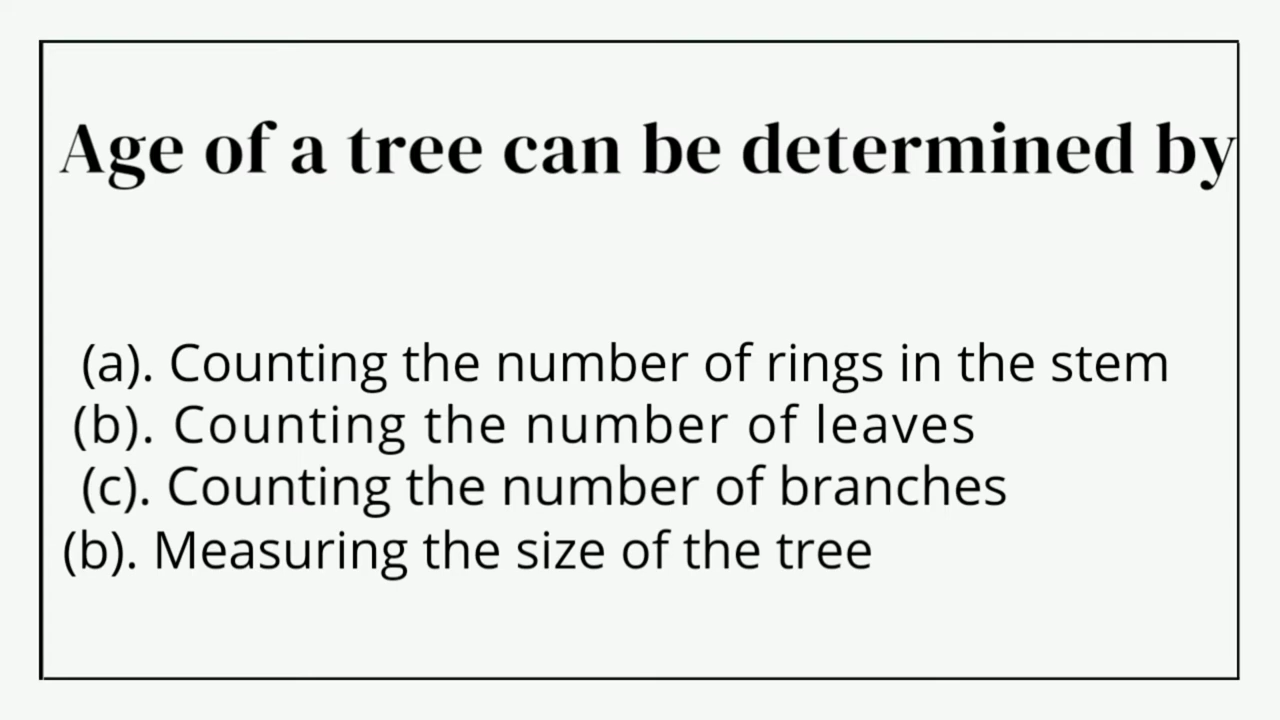 Age of a tree can be determined by
(a). Counting the number of rings in the stem
(b). Counting the number of leaves
(c). Counting the number of branches
(b). Measuring the size of the tree